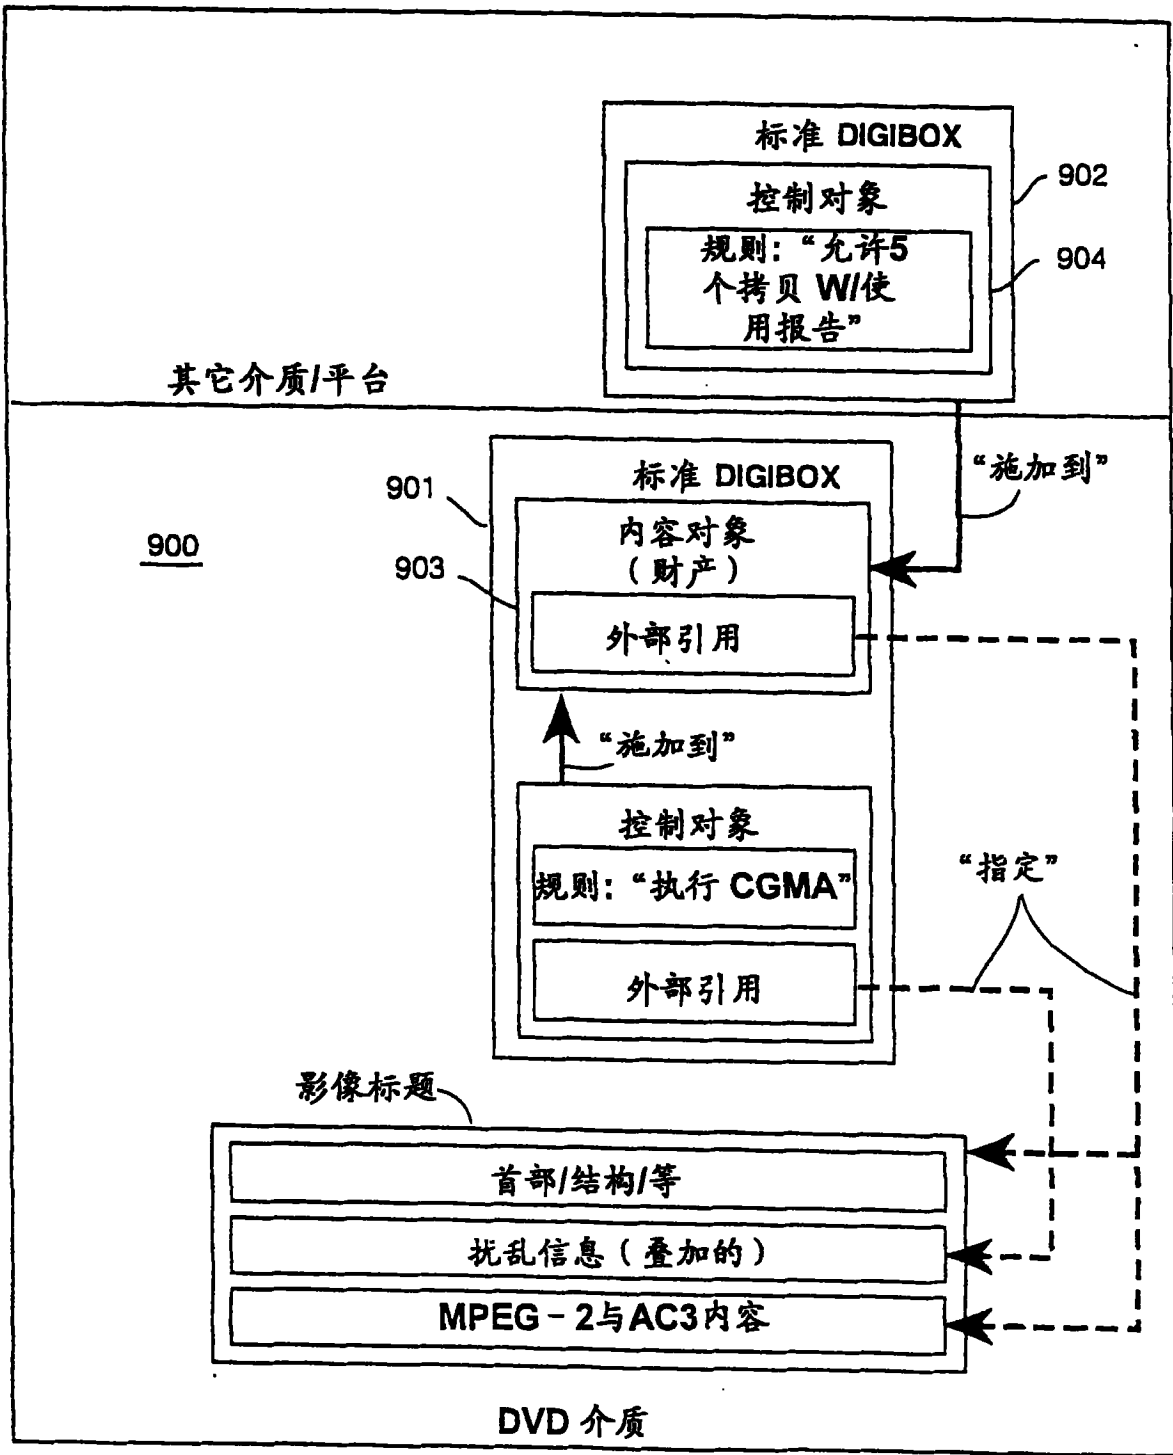 标准 DIGIBOX
902
控制对象
规则：“允许5
个拷贝 W/使
用报告”
904
其它介质/平台
“施加到”
标准 DIGIBOX
901
内容对象
（财产）
900
903
外部引用
“施加到”
控制对象
规则：“执行 CGMA”
“指定”
外部引用
影像标题
首部/结构/等
扰乱信息（叠加的）
MPEG－2与AC3内容
DVD 介质